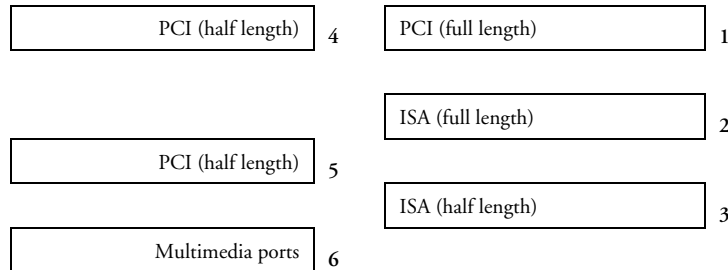 PCI (half length) 4
PCI (full length) 1
ISA (full length) 2
PCI (half length) 5
ISA (half length) 3
Multimedia ports 6